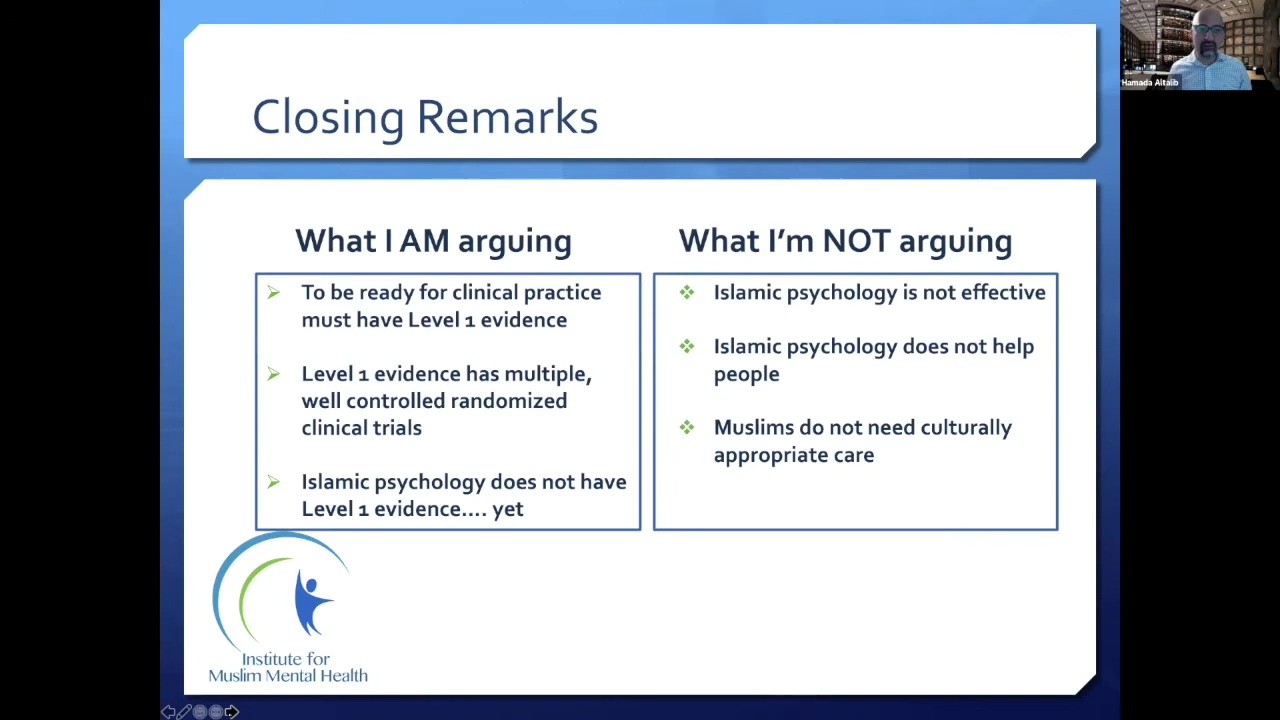 Closing Remarks
What I AM arguing
To be ready for clinical practice
must have Level 1 evidence
Level 1 evidence has multiple,
well controlled randomized
clinical trials
Islamic psychology does not have
Level 1 evidence.... yet
What I'm NOT arguing
Islamic psychology is not effective
Islamic psychology does not help
people
Muslims do not need culturally
appropriate care
Institute for
Muslim Mental Health
Hamada Altalib